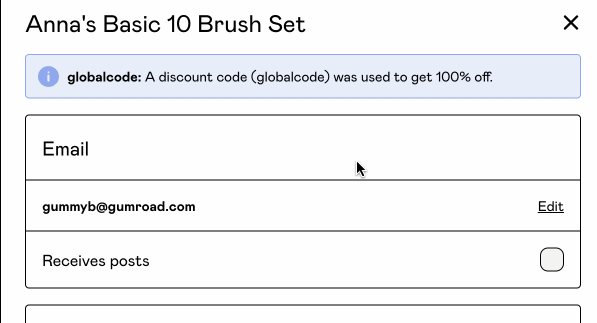 Anna's Basic 10 Brush Set
globalcode: A discount code (globalcode) was used to get 100% off.
Email
gummyb@gumroad.com
Edit
Receives posts